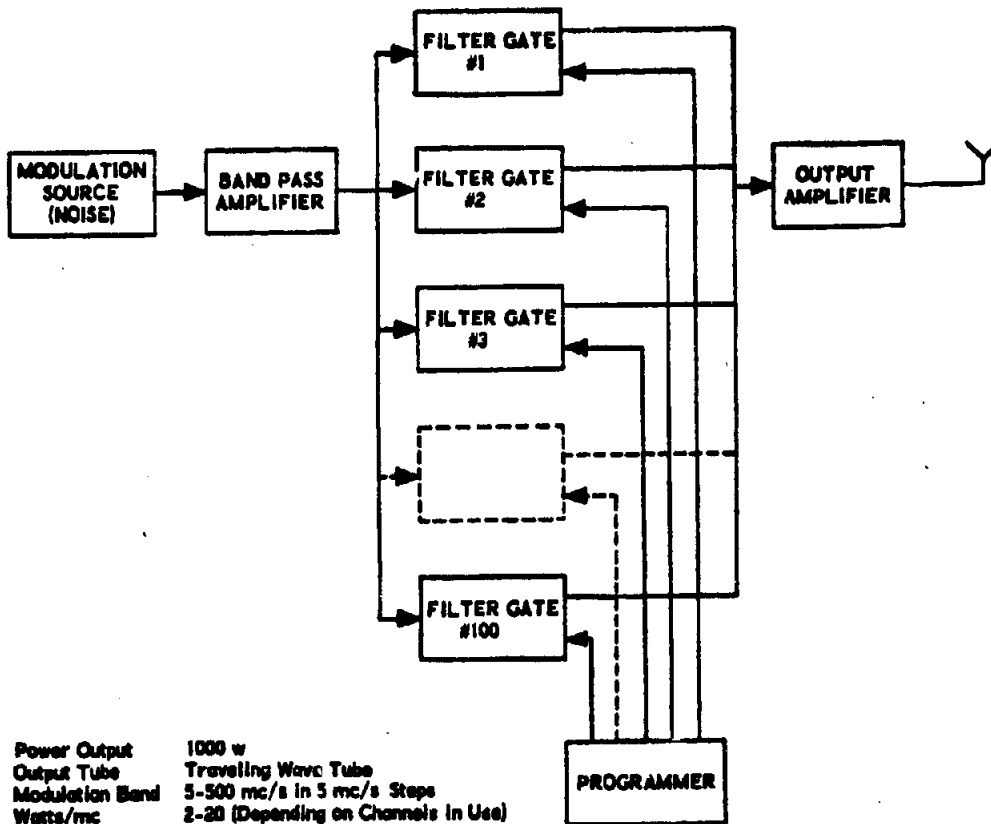 FILTER GATE
#1
MODULATION
SOURCE
(NOISE)
BAND PASS
AMPLIFIER
FILTER GATE
#2
OUTPUT
AMPLIFIER
FILTER GATE
#3
FILTER GATE
#100
PROGRAMMER
Power Output 1000 w
Output Tube Traveling Wave Tube
Modulation Band 5-500 mc/s in 5 mc/s Steps
Watts/mc 2-20 (Depending on Channels in Use)